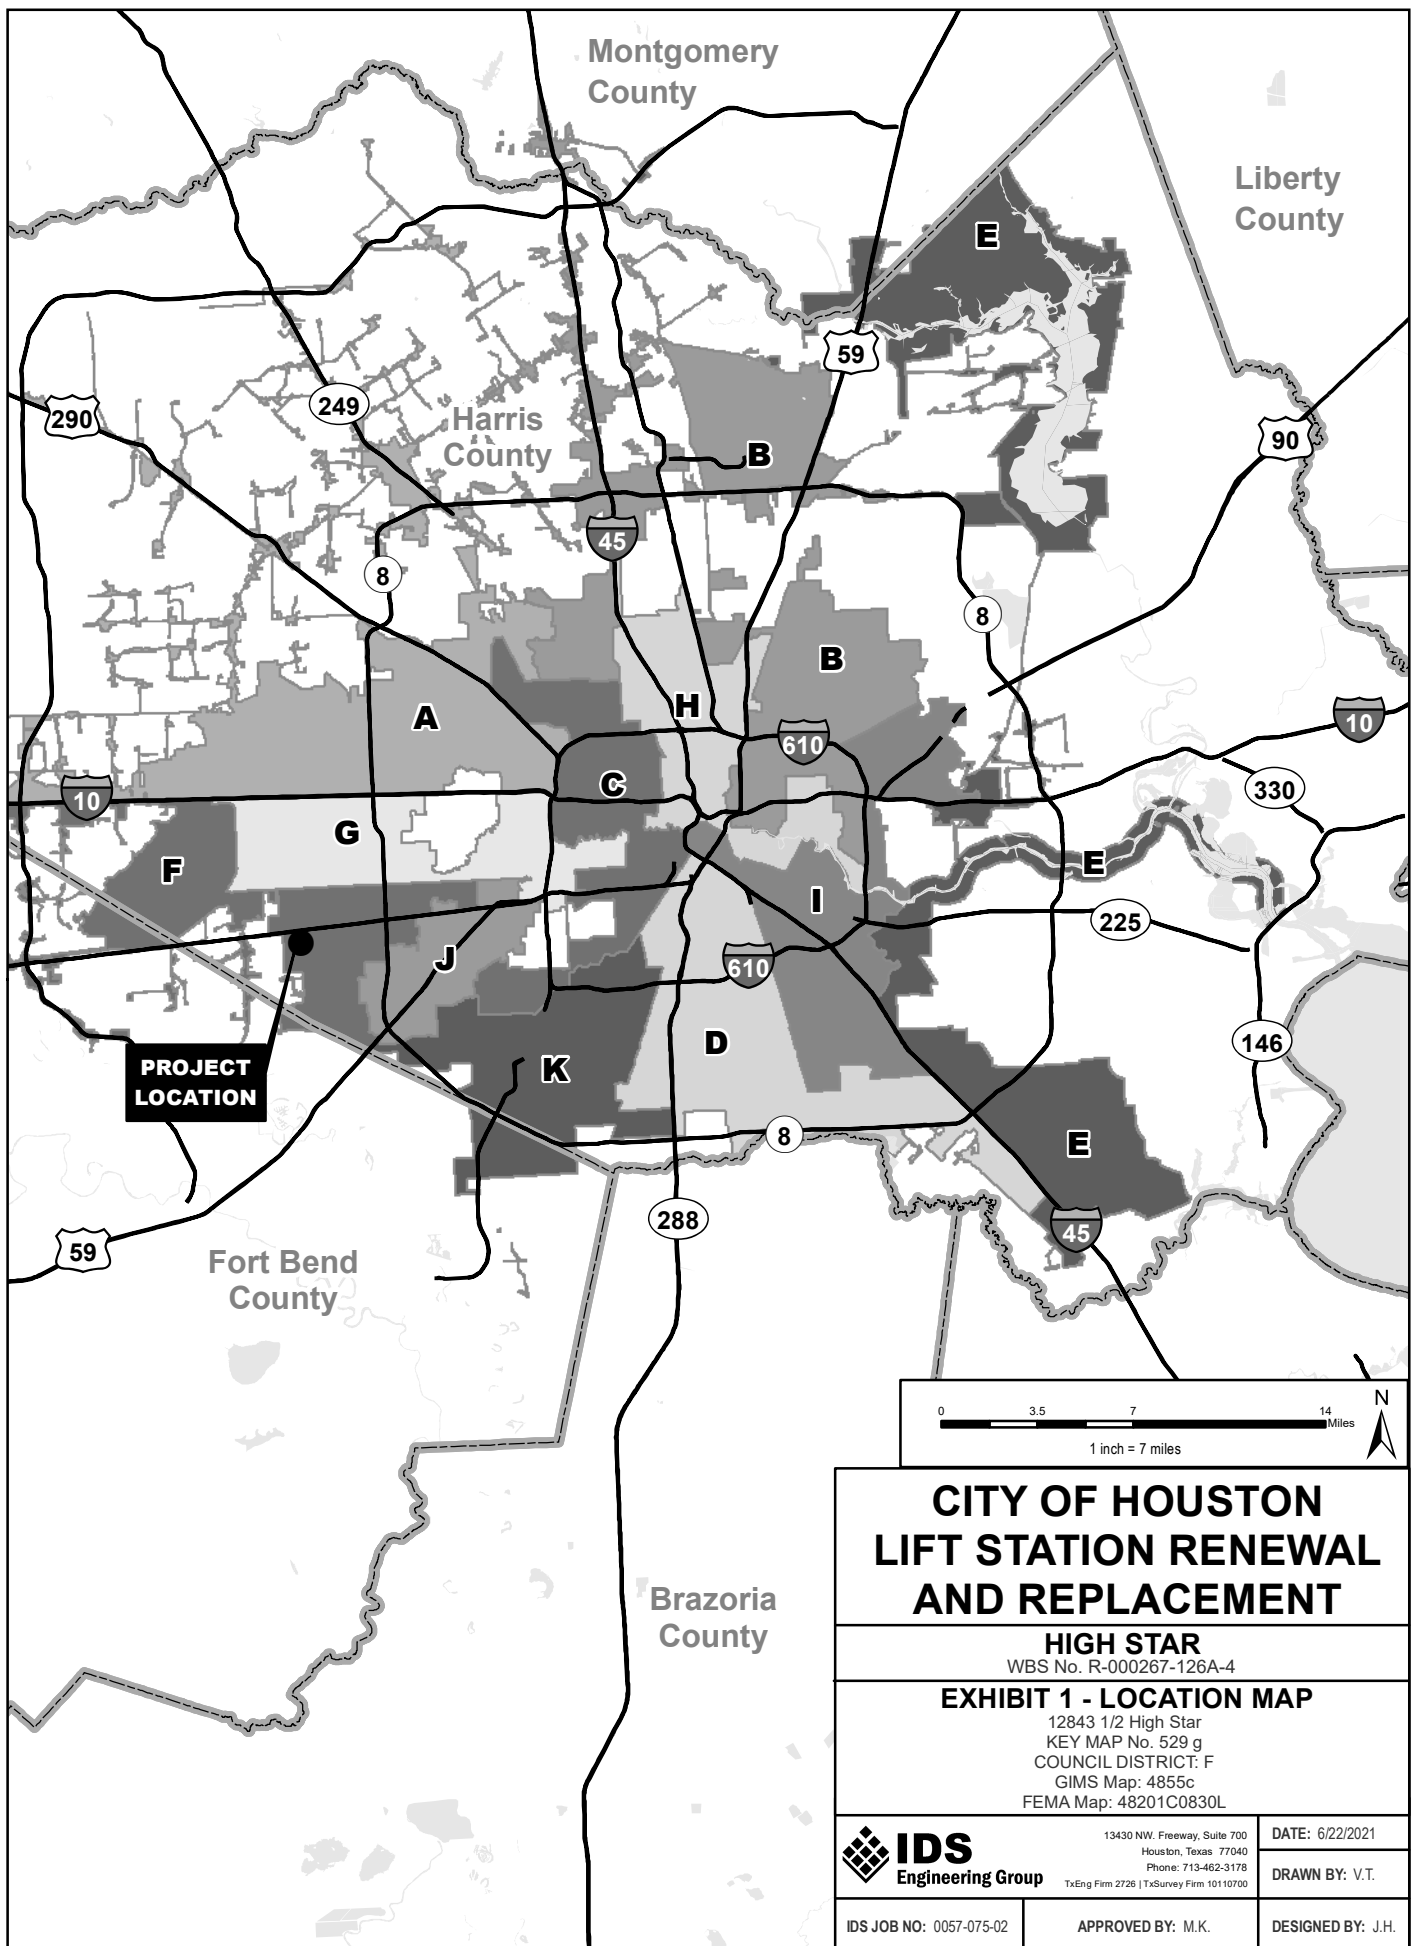 Montgomery
County
Liberty
County
E
59
290
249
Harris
County
B
90
45
8
8
B
H
A
610
10
C
10
330
G
F
E
I
225
J
610
D
146
K
PROJECT
LOCATION
8
E
288
45
59
Fort Bend
County
Brazoria
County
0 3.5 7 14
Miles
N
1 inch = 7 miles
CITY OF HOUSTON
LIFT STATION RENEWAL
AND REPLACEMENT
HIGH STAR
WBS No. R-000267-126A-4
EXHIBIT 1 - LOCATION MAP
12843 1/2 High Star
KEY MAP No. 529 g
COUNCIL DISTRICT: F
GIMS Map: 4855c
FEMA Map: 48201C0830L
IDS
Engineering Group
13430 NW. Freeway, Suite 700
Houston, Texas 77040
Phone: 713-462-3178
TxEng Firm 2726 | TxSurvey Firm 10110700
DATE: 6/22/2021
DRAWN BY: V.T.
IDS JOB NO: 0057-075-02
APPROVED BY: M.K.
DESIGNED BY: J.H.